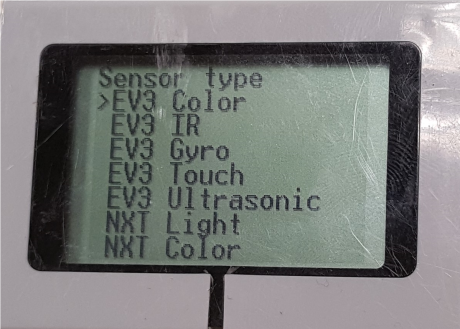 Sensor type
>EV3 Color
EV3 IR
EV3 Gyro
EV3 Touch
EV3 Ultrasonic
NXT Light
NXT Color